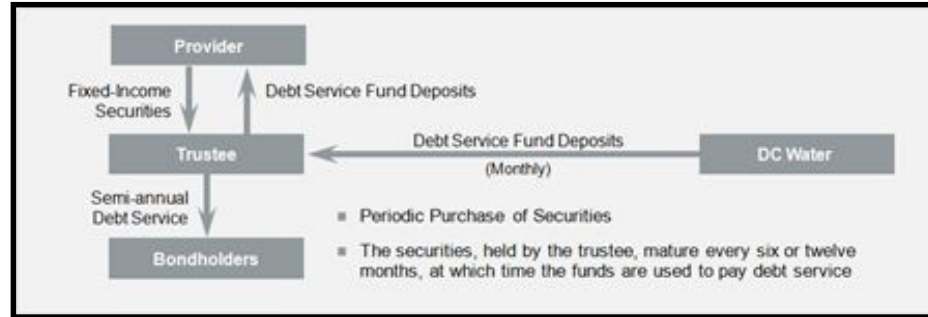 Provider
Fixed-Income
Securities
Debt Service Fund Deposits
Trustee
Debt Service Fund Deposits
(Monthly)
DC Water
Semi-annual
Debt Service
Bondholders
▪ Periodic Purchase of Securities
▪ The securities, held by the trustee, mature every six or twelve
months, at which time the funds are used to pay debt service